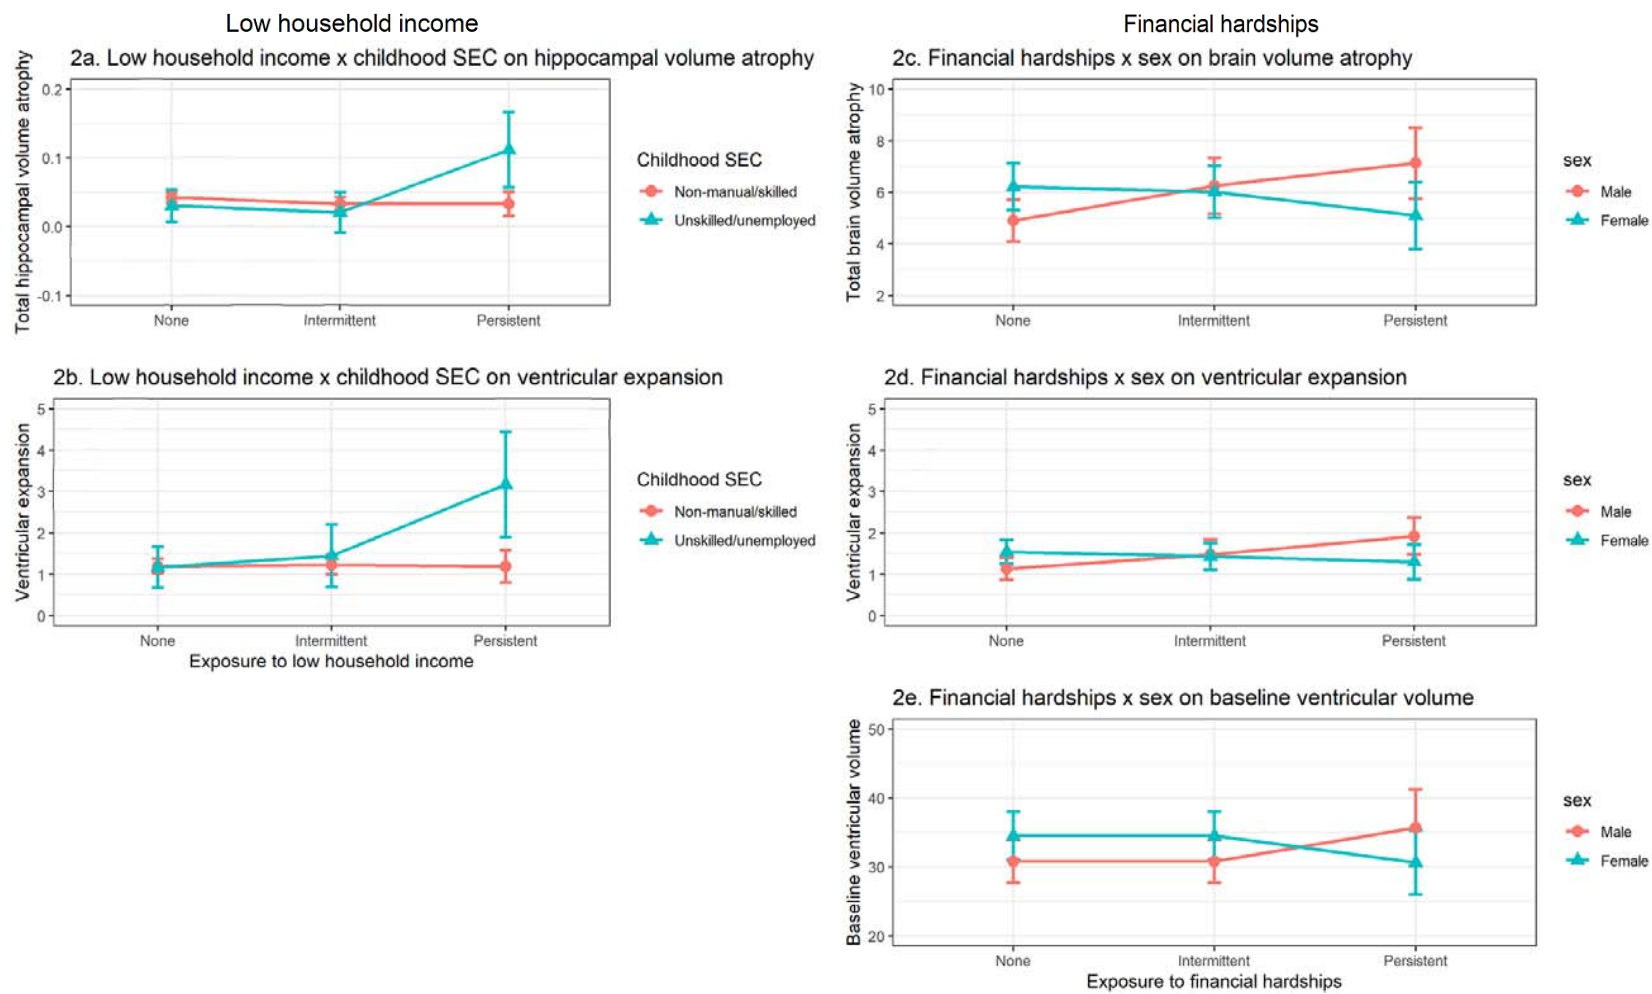 Low household income
2a. Low household income x childhood SEC on hippocampal volume atrophy
Total hippocampal volume atrophy
0.2
0.1
0.0
-0.1
None Intermittent Persistent
Childhood SEC
Non-manual/skilled
Unskilled/unemployed
2b. Low household income x childhood SEC on ventricular expansion
Ventricular expansion
5
4
3
2
1
0
None Intermittent Persistent
Exposure to low household income
Childhood SEC
Non-manual/skilled
Unskilled/unemployed
Financial hardships
2c. Financial hardships x sex on brain volume atrophy
Total brain volume atrophy
10
8
6
4
2
None Intermittent Persistent
sex
Male
Female
2d. Financial hardships x sex on ventricular expansion
Ventricular expansion
5
4
3
2
1
0
None Intermittent Persistent
sex
Male
Female
2e. Financial hardships x sex on baseline ventricular volume
Baseline ventricular volume
50
40
30
20
None Intermittent Persistent
Exposure to financial hardships
sex
Male
Female